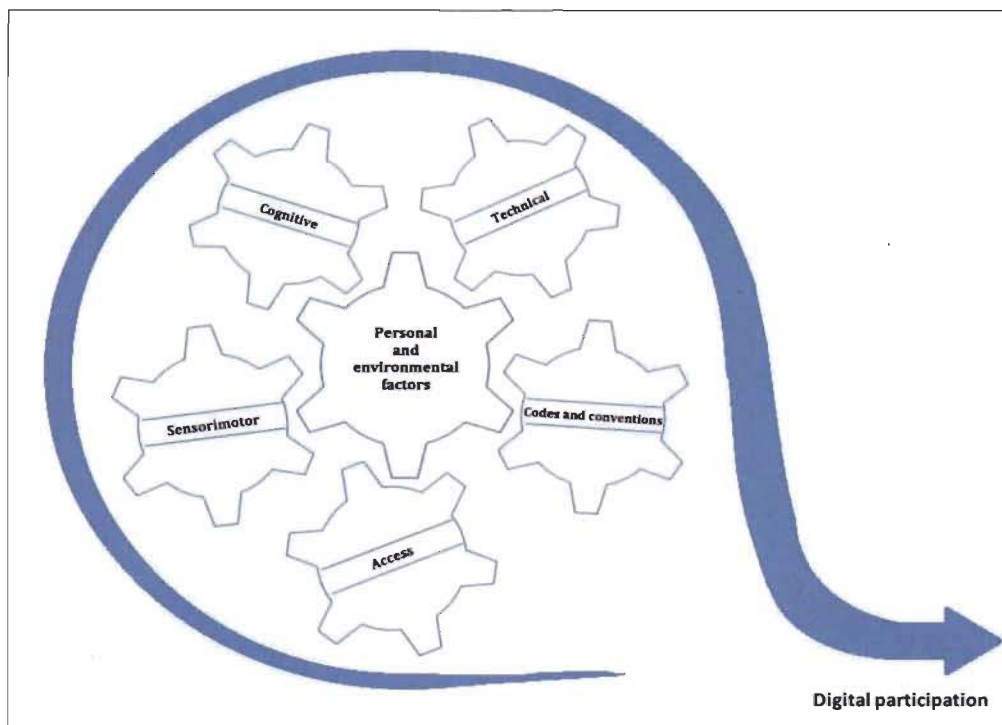 Cognitive
Technical
Personal
and
environmental
factors
Sensorimotor
Codes and conventions
Access
Digital participation